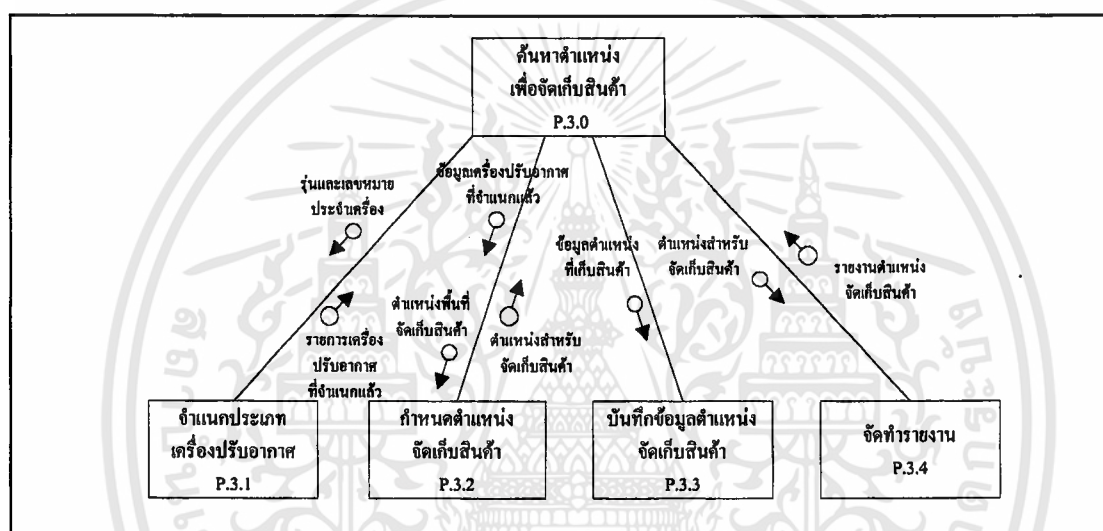 ค้นหาตำแหน่ง
เพื่อจัดเก็บสินค้า
P.3.0
รุ่นและเลขหมาย
ประจำเครื่อง
ข้อมูลเครื่องปรับอากาศ
ที่จำแนกแล้ว
ข้อมูลตำแหน่ง
ที่เก็บสินค้า
ตำแหน่งสำหรับ
จัดเก็บสินค้า
รายงานตำแหน่ง
จัดเก็บสินค้า
รายการเครื่อง
ปรับอากาศ
ที่จำแนกแล้ว
ตำแหน่งพื้นที่
จัดเก็บสินค้า
ตำแหน่งสำหรับ
จัดเก็บสินค้า
จำแนกประเภท
เครื่องปรับอากาศ
P.3.1
กำหนดตำแหน่ง
จัดเก็บสินค้า
P.3.2
บันทึกข้อมูลตำแหน่ง
จัดเก็บสินค้า
P.3.3
จัดทำรายงาน
P.3.4